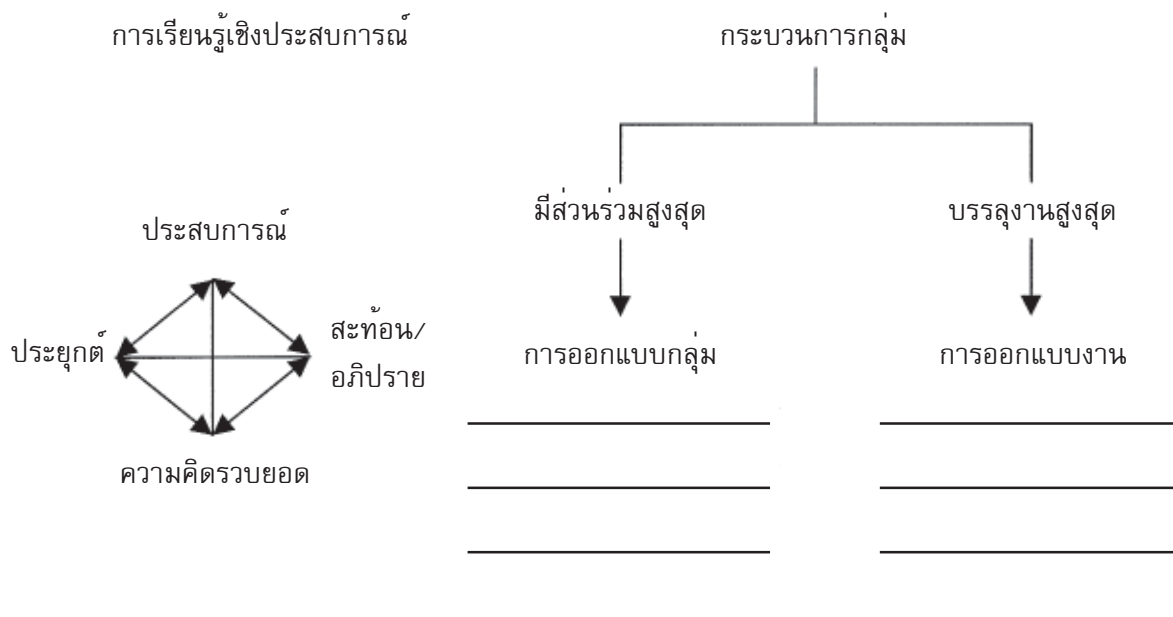 การเรียนรู้เชิงประสบการณ์
กระบวนการกลุ่ม
มีส่วนร่วมสูงสุด
บรรลุงานสูงสุด
ประสบการณ์
ประยุกต์
สะท้อน/
อภิปราย
ความคิดรวบยอด
การออกแบบกลุ่ม
การออกแบบงาน